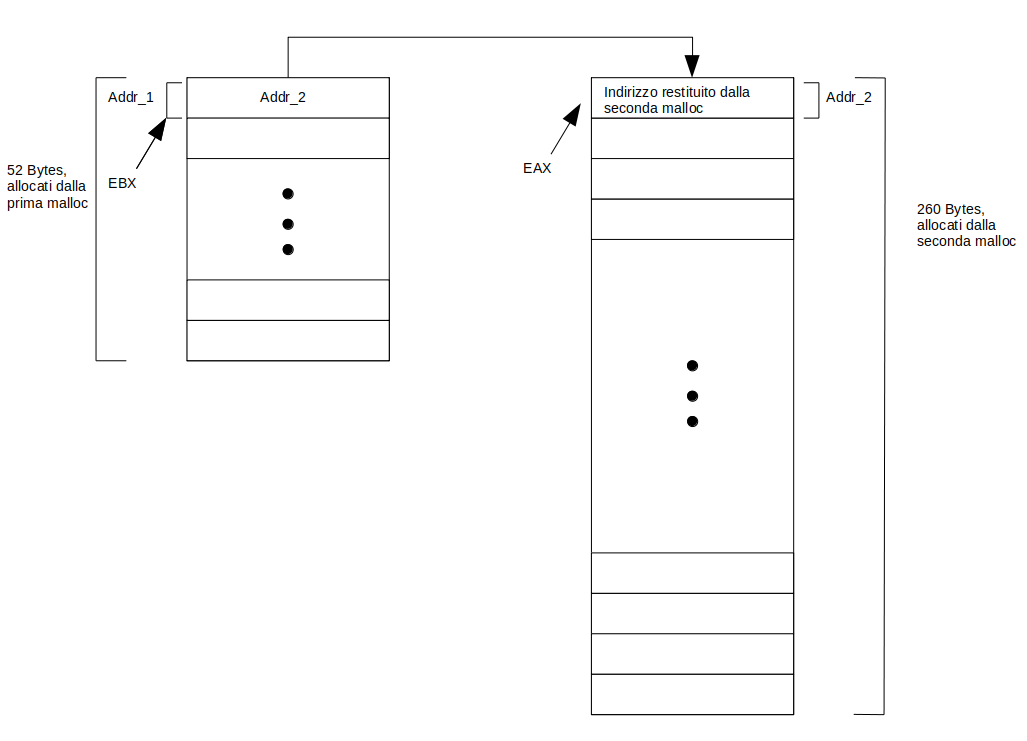 Addr_1
Addr_2
Indirizzo restituito dalla
seconda malloc
Addr_2
EBX
EAX
52 Bytes,
allocati dalla
prima malloc
260 Bytes,
allocati dalla
seconda malloc